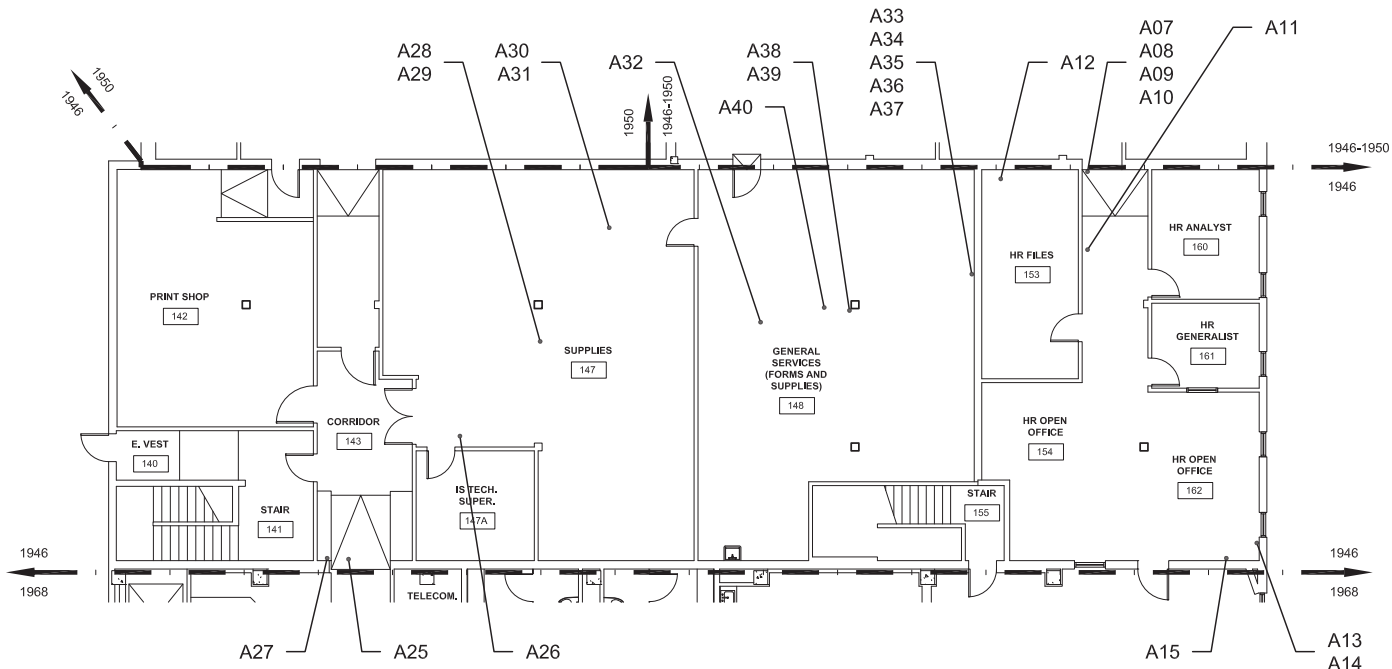 A28
A29
A30
A31
A32
A38
A39
A40
A33
A34
A35
A36
A37
A12
A07
A08
A09
A10
A11
1950
1946
1950
1946-1950
1946-1950
1946
PRINT SHOP
142
SUPPLIES
147
GENERAL
SERVICES
(FORMS AND
SUPPLIES)
148
HR FILES
153
HR ANALYST
160
HR
GENERALIST
161
E. VEST
140
CORRIDOR
143
STAIR
141
IS TECH.
SUPER.
147A
STAIR
155
HR OPEN
OFFICE
154
HR OPEN
OFFICE
162
1946
1968
1946
1968
TELECOM.
A27
A25
A26
A15
A13
A14